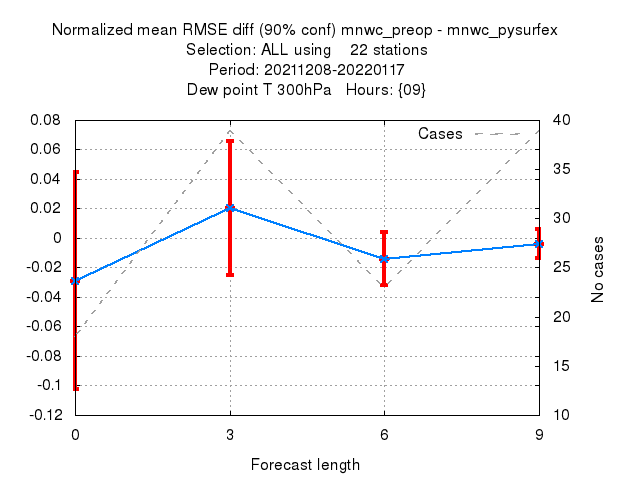 Normalized mean RMSE diff (90% conf) mnwc_preop - mnwc_pysurfex
Selection: ALL using    22 stations
Period: 20211208-20220117
Dew point T 300hPa   Hours: {09}
Cases
0.08
0.06
0.04
0.02
0
-0.02
-0.04
-0.06
-0.08
-0.1
-0.12
40
35
30
25
20
15
10
No cases
0 3 6 9
Forecast length